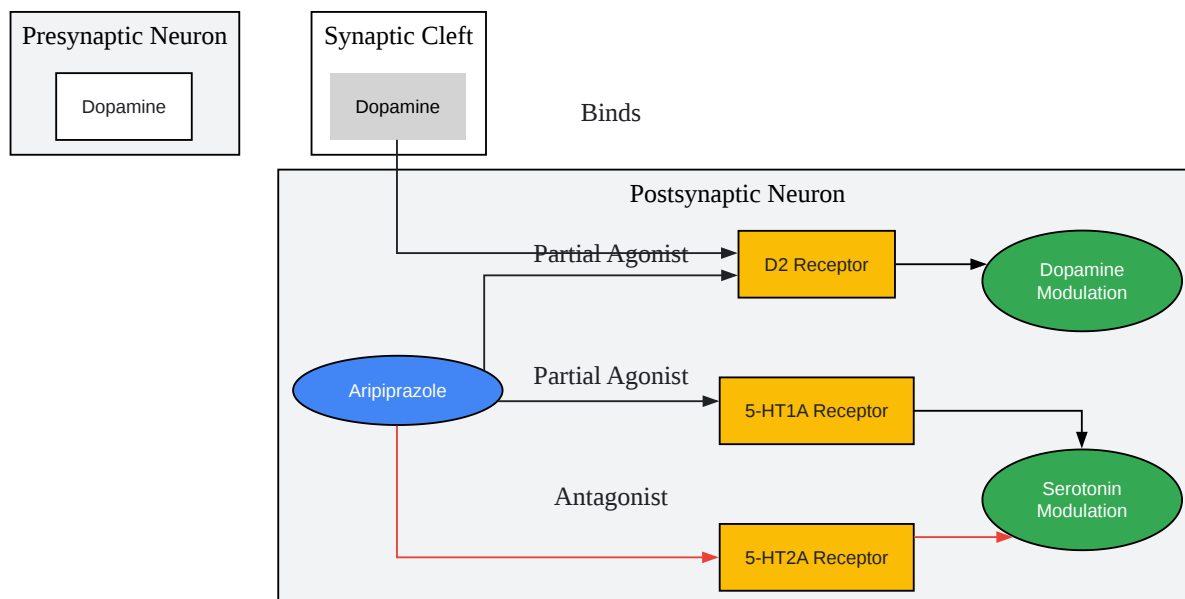 Presynaptic Neuron
Dopamine
Synaptic Cleft
Dopamine
Binds
Postsynaptic Neuron
Partial Agonist
D2 Receptor
Dopamine
Modulation
Aripiprazole
Partial Agonist
5-HT1A Receptor
Antagonist
5-HT2A Receptor
Serotonin
Modulation